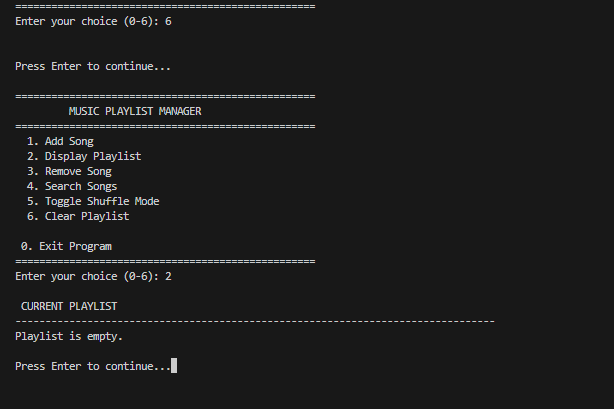 ==================================================
Enter your choice (0-6): 6
Press Enter to continue...
==================================================
MUSIC PLAYLIST MANAGER
==================================================
1. Add Song
2. Display Playlist
3. Remove Song
4. Search Songs
5. Toggle Shuffle Mode
6. Clear Playlist
0. Exit Program
==================================================
Enter your choice (0-6): 2
CURRENT PLAYLIST
--------------------------------------------------------------------------------
Playlist is empty.
Press Enter to continue...